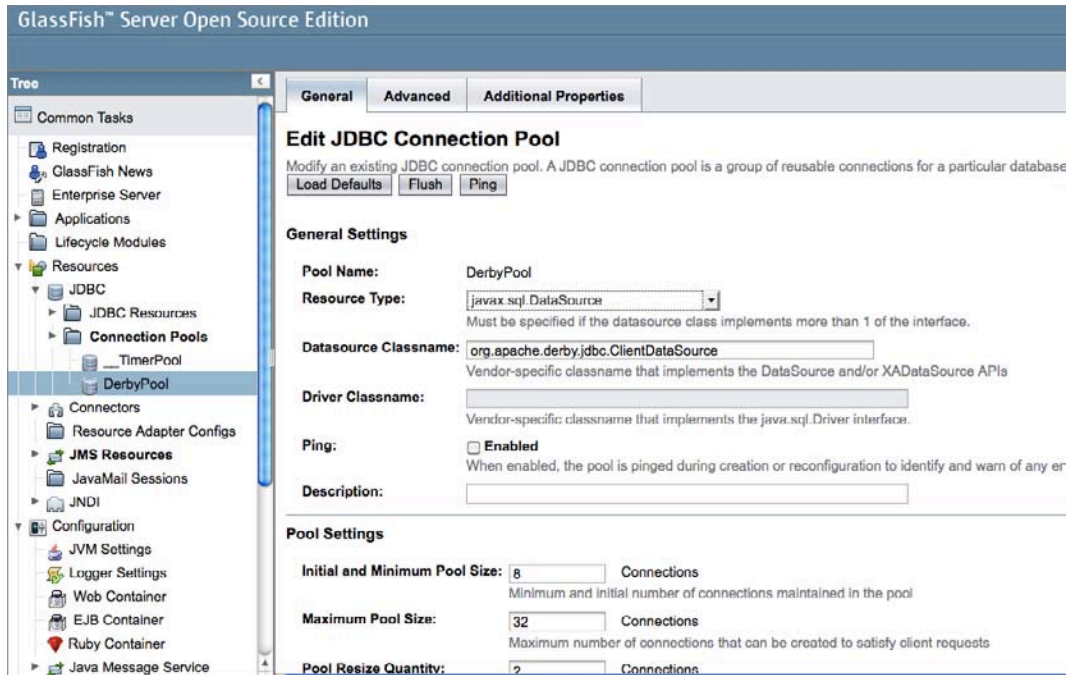 GlassFish™ Server Open Source Edition
Tree
Common Tasks
Registration
GlassFish News
Enterprise Server
Applications
Lifecycle Modules
Resources
JDBC
JDBC Resources
Connection Pools
__TimerPool
DerbyPool
Connectors
Resource Adapter Configs
JMS Resources
JavaMail Sessions
JNDI
Configuration
JVM Settings
Logger Settings
Web Container
EJB Container
Ruby Container
Java Message Service
General Advanced Additional Properties
Edit JDBC Connection Pool
Modify an existing JDBC connection pool. A JDBC connection pool is a group of reusable connections for a particular database
Load Defaults Flush Ping
General Settings
Pool Name: DerbyPool
Resource Type: javax.sql.DataSource
Must be specified if the datasource class implements more than 1 of the interface.
Datasource Classname: org.apache.derby.jdbc.ClientDataSource
Vendor-specific classname that implements the DataSource and/or XADataSource APIs
Driver Classname:
Vendor-specific classname that implements the java.sql.Driver interface.
Ping: Enabled
When enabled, the pool is pinged during creation or reconfiguration to identify and warn of any er
Description:
Pool Settings
Initial and Minimum Pool Size: 8 Connections
Minimum and initial number of connections maintained in the pool
Maximum Pool Size: 32 Connections
Maximum number of connections that can be created to satisfy client requests
Pool Resize Quantity: 2 Connections